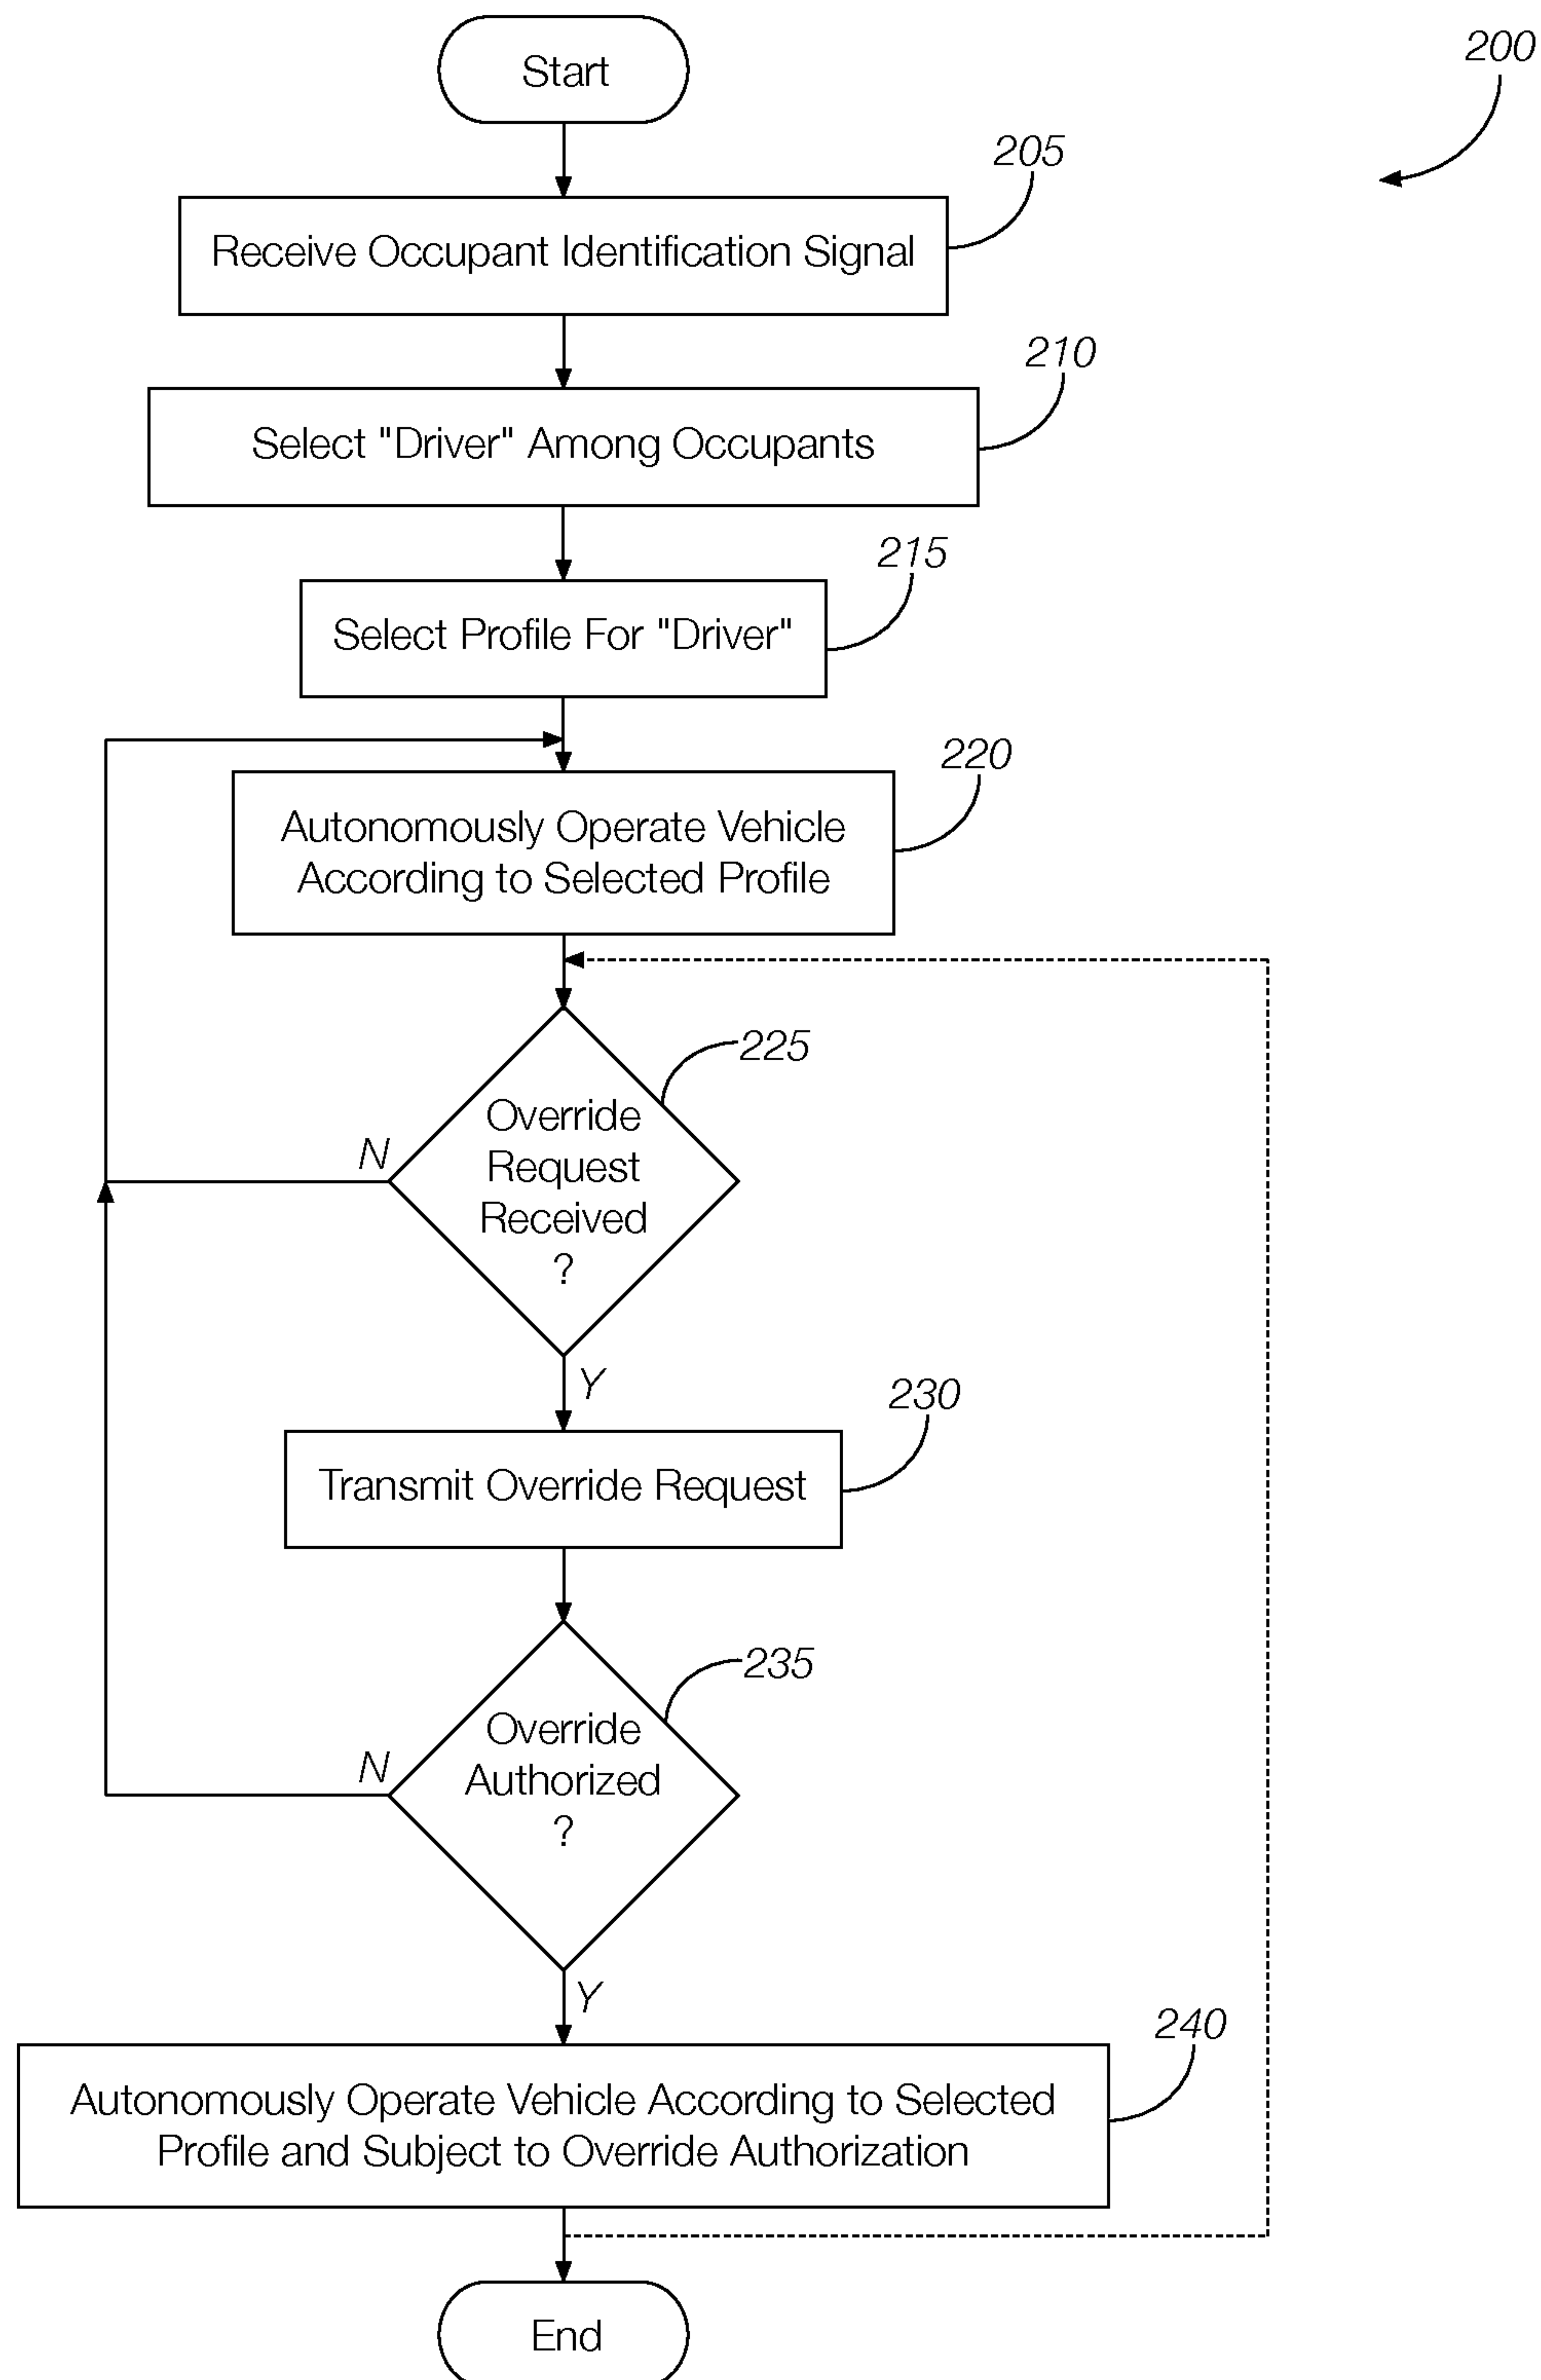 Start
200
205
Receive Occupant Identification Signal
210
Select "Driver" Among Occupants
215
Select Profile For "Driver"
220
Autonomously Operate Vehicle
According to Selected Profile
225
Override
Request
Received
?
N
Y
230
Transmit Override Request
235
Override
Authorized
?
N
Y
240
Autonomously Operate Vehicle According to Selected
Profile and Subject to Override Authorization
End